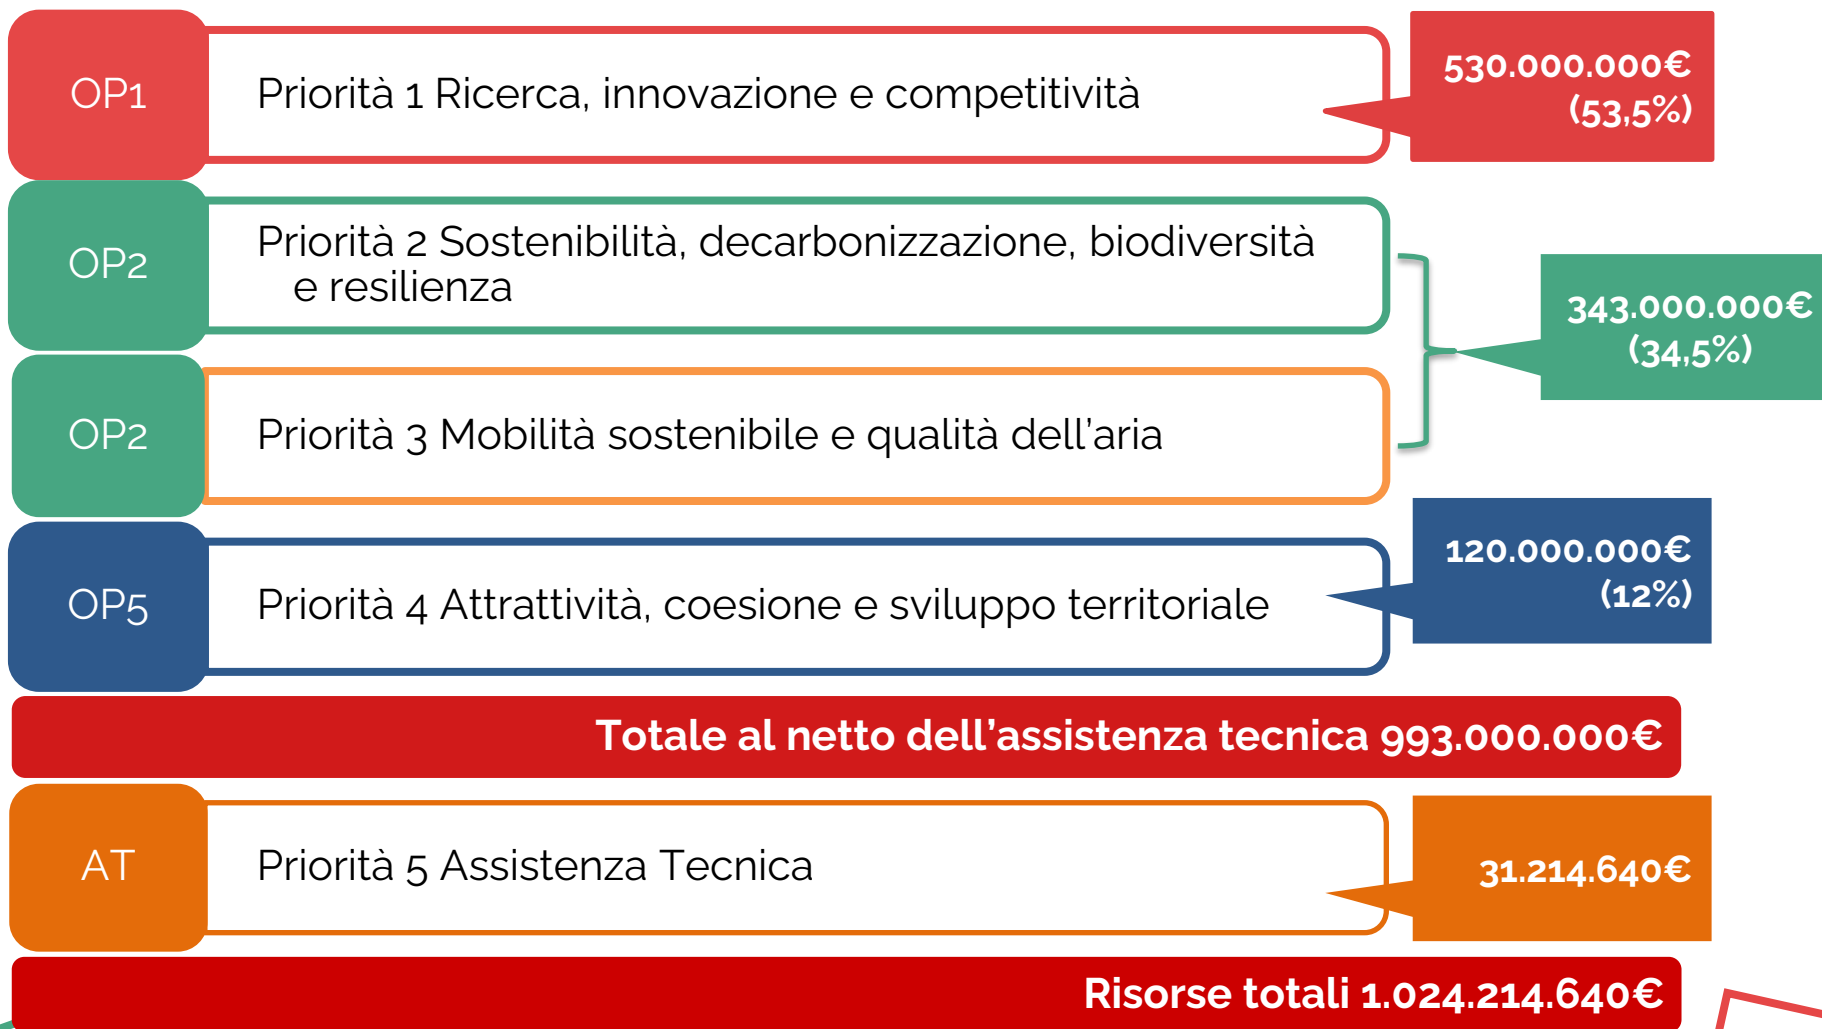 OP1
Priorità 1 Ricerca, innovazione e competitività
530.000.000€
(53,5%)
OP2
Priorità 2 Sostenibilità, decarbonizzazione, biodiversità
e resilienza
343.000.000€
(34,5%)
OP2
Priorità 3 Mobilità sostenibile e qualità dell’aria
OP5
Priorità 4 Attrattività, coesione e sviluppo territoriale
120.000.000€
(12%)
Totale al netto dell’assistenza tecnica 993.000.000€
AT
Priorità 5 Assistenza Tecnica
31.214.640€
Risorse totali 1.024.214.640€